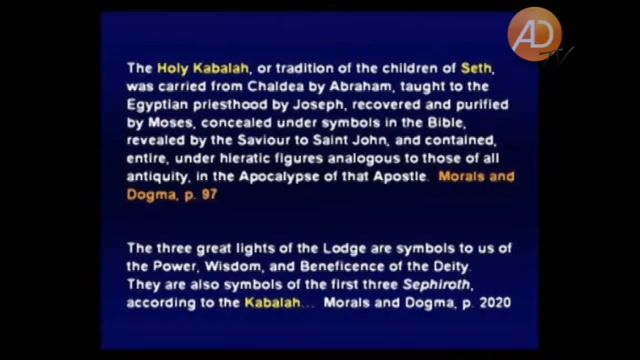 AD
TV
The Holy Kabalah, or tradition of the children of Seth,
was carried from Chaldea by Abraham, taught to the
Egyptian priesthood by Joseph, recovered and purified
by Moses, concealed under symbols in the Bible,
revealed by the Saviour to Saint John, and contained,
entire, under hieratic figures analogous to those of all
antiquity, in the Apocalypse of that Apostle. Morals and
Dogma, p. 97
The three great lights of the Lodge are symbols to us of
the Power, Wisdom, and Beneficence of the Deity.
They are also symbols of the first three Sephiroth,
according to the Kabalah... Morals and Dogma, p. 2020